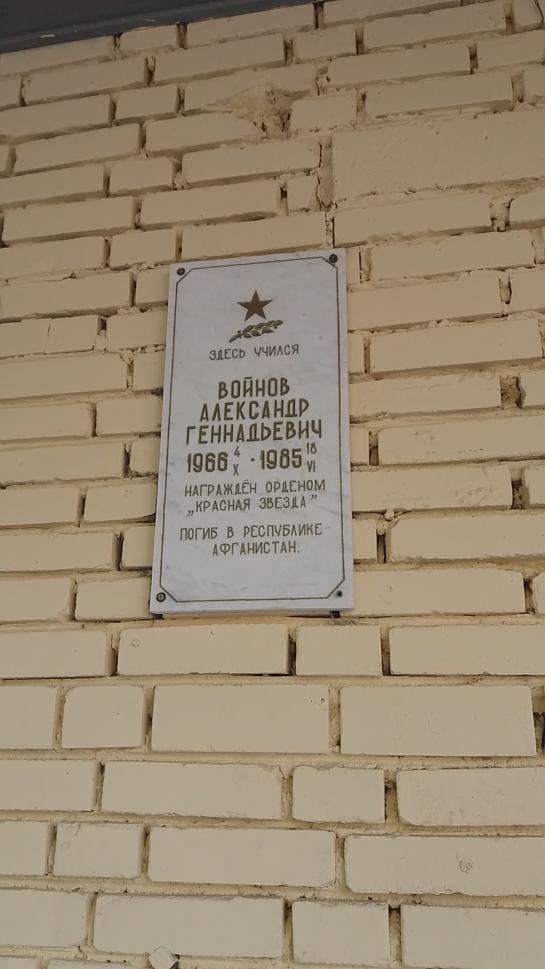 ЗДЕСЬ УЧИЛСЯ
ВОЙНОВ
АЛЕКСАНДР
ГЕННАДЬЕВИЧ
1966 4/X · 1985 18/VI
НАГРАЖДЁН ОРДЕНОМ
„КРАСНАЯ ЗВЕЗДА”
ПОГИБ В РЕСПУБЛИКЕ
АФГАНИСТАН.